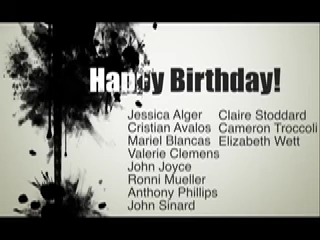 Happy Birthday!
Jessica Alger
Cristian Avalos
Mariel Blancas
Valerie Clemens
John Joyce
Ronni Mueller
Anthony Phillips
John Sinard
Claire Stoddard
Cameron Troccoli
Elizabeth Wett